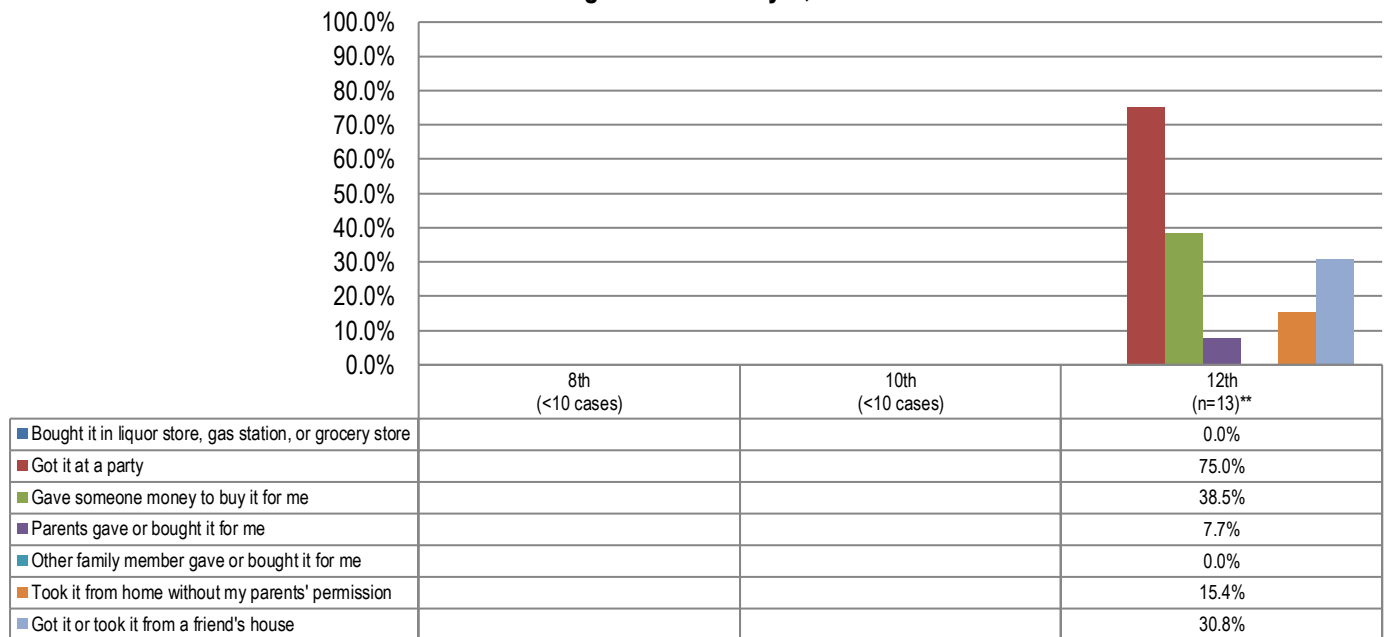 100.0%
90.0%
80.0%
70.0%
60.0%
50.0%
40.0%
30.0%
20.0%
10.0%
0.0%
8th 10th 12th
(<10 cases) (<10 cases) (n=13)**
Bought it in liquor store, gas station, or grocery store 0.0%
Got it at a party 75.0%
Gave someone money to buy it for me 38.5%
Parents gave or bought it for me 7.7%
Other family member gave or bought it for me 0.0%
Took it from home without my parents' permission 15.4%
Got it or took it from a friend's house 30.8%